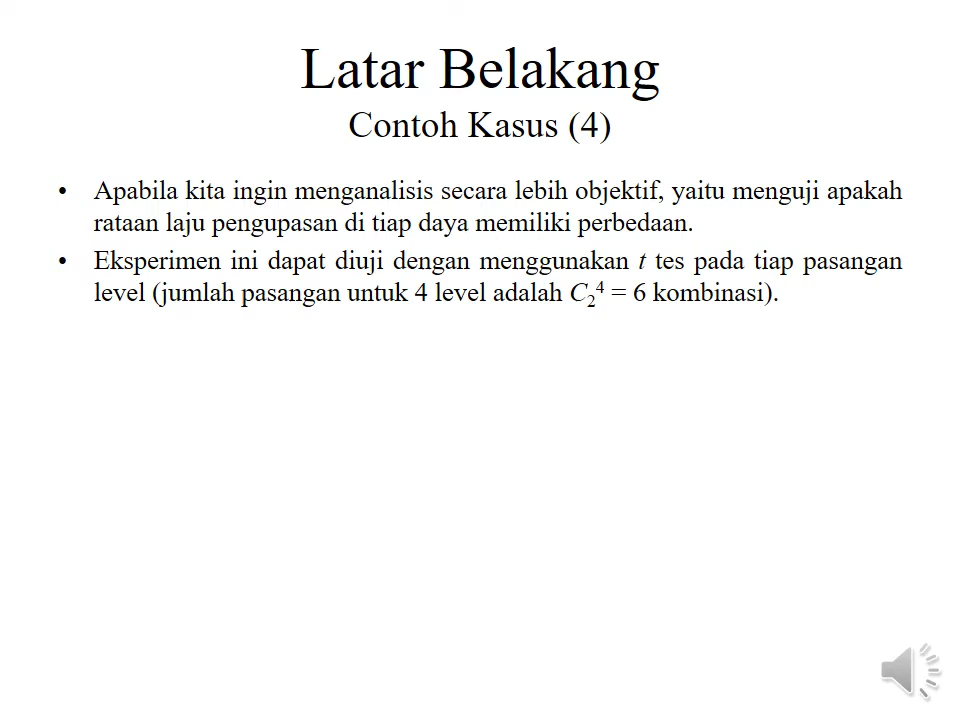 Latar Belakang
Contoh Kasus (4)
• Apabila kita ingin menganalisis secara lebih objektif, yaitu menguji apakah
rataan laju pengupasan di tiap daya memiliki perbedaan.
• Eksperimen ini dapat diuji dengan menggunakan t tes pada tiap pasangan
level (jumlah pasangan untuk 4 level adalah C₂⁴ = 6 kombinasi).